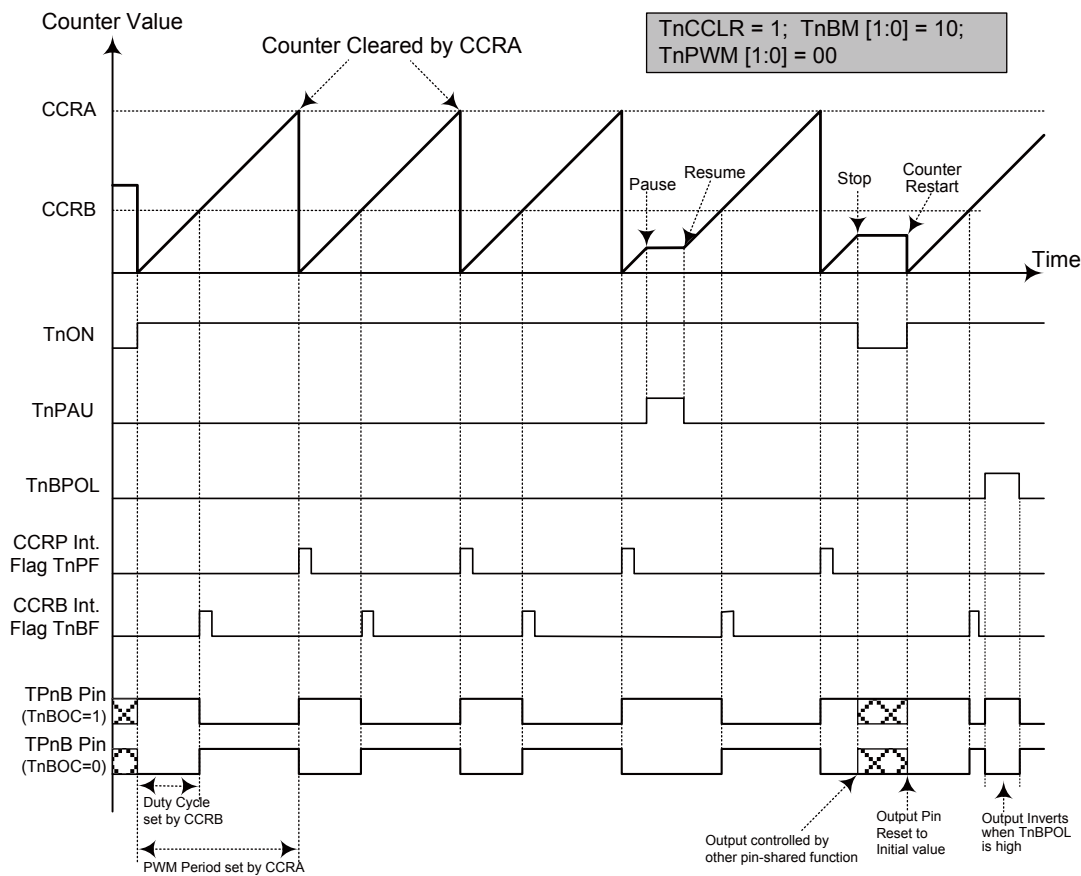 Counter Value
TnCCLR = 1; TnBM [1:0] = 10;
TnPWM [1:0] = 00
Counter Cleared by CCRA
CCRA
Pause
Resume
Stop
Counter
Restart
CCRB
Time
TnON
TnPAU
TnBPOL
CCRP Int.
Flag TnPF
CCRB Int.
Flag TnBF
TPnB Pin
(TnBOC=1)
TPnB Pin
(TnBOC=0)
Duty Cycle
set by CCRB
PWM Period set by CCRA
Output controlled by
other pin-shared function
Output Pin
Reset to
Initial value
Output Inverts
when TnBPOL
is high